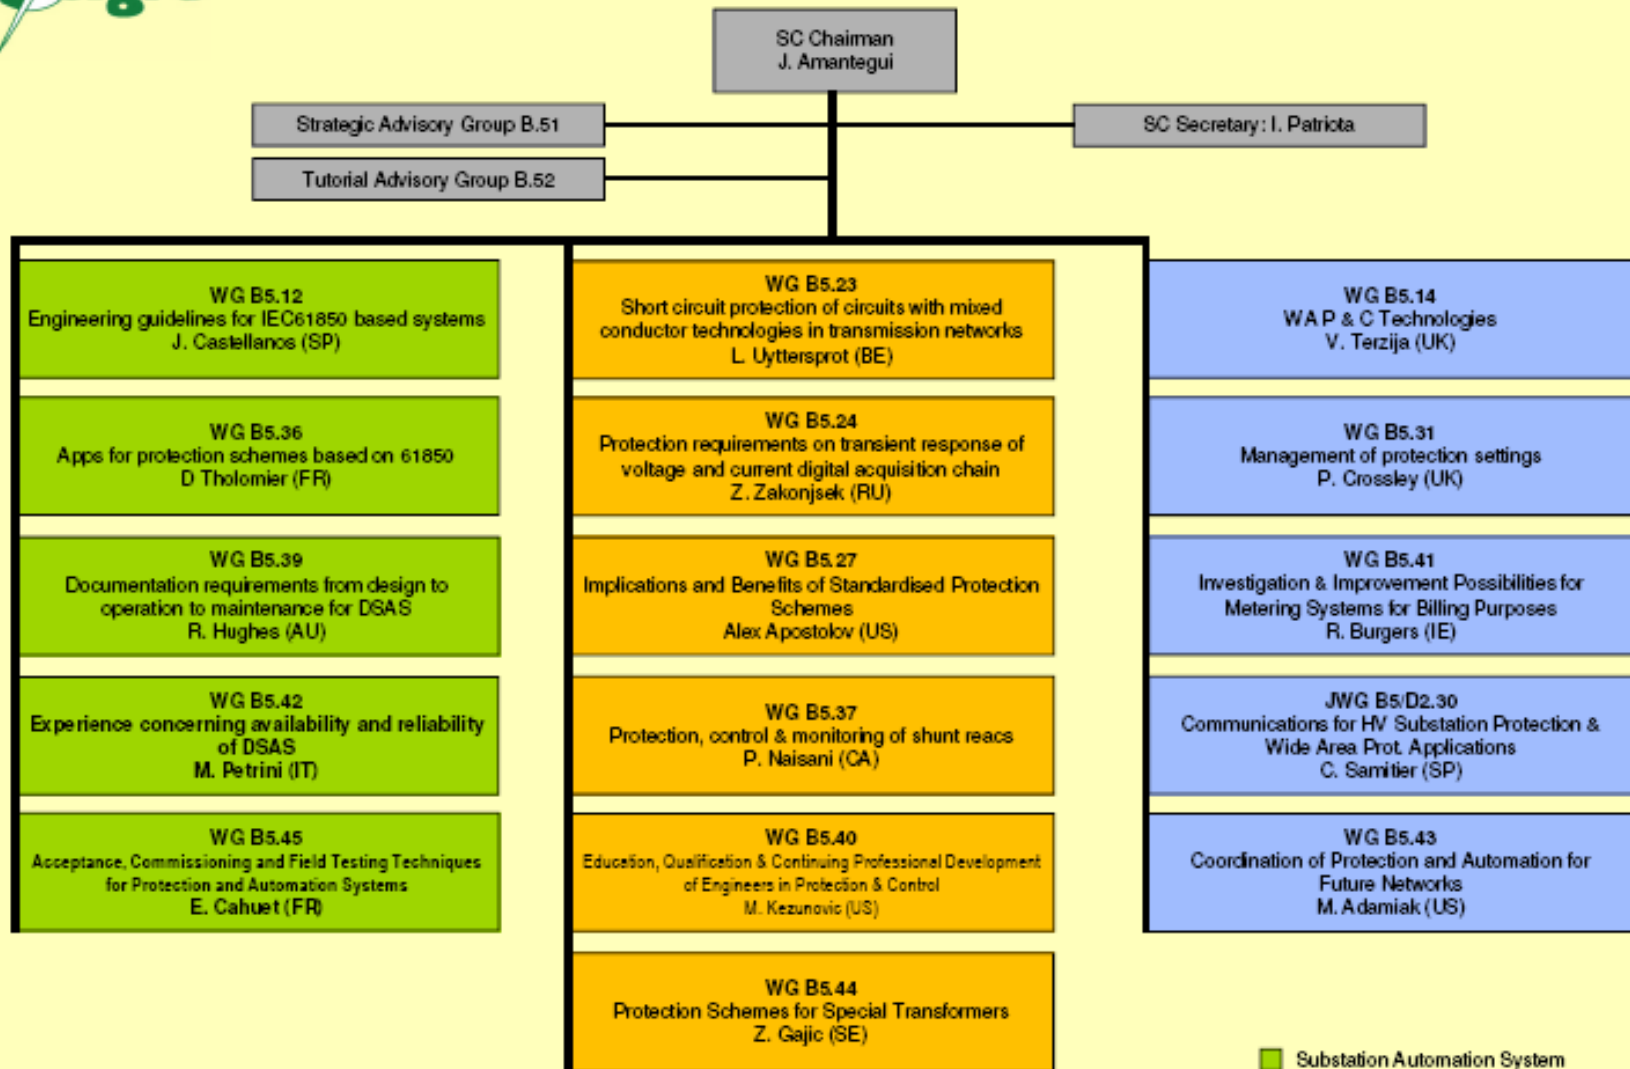 SC Chairman
J. Amantegui
Strategic Advisory Group B.51
SC Secretary: I. Patriota
Tutorial Advisory Group B.52
WG B5.12
Engineering guidelines for IEC61850 based systems
J. Castellanos (SP)
WG B5.36
Apps for protection schemes based on 61850
D Tholomier (FR)
WG B5.39
Documentation requirements from design to
operation to maintenance for DSAS
R. Hughes (AU)
WG B5.42
Experience concerning availability and reliability
of DSAS
M. Petrini (IT)
WG B5.45
Acceptance, Commissioning and Field Testing Techniques
for Protection and Automation Systems
E. Cahuet (FR)
WG B5.23
Short circuit protection of circuits with mixed
conductor technologies in transmission networks
L. Uyttersprot (BE)
WG B5.24
Protection requirements on transient response of
voltage and current digital acquisition chain
Z. Zakonjsek (RU)
WG B5.27
Implications and Benefits of Standardised Protection
Schemes
Alex Apostolov (US)
WG B5.37
Protection, control & monitoring of shunt reacs
P. Naisani (CA)
WG B5.40
Education, Qualification & Continuing Professional Development
of Engineers in Protection & Control
M. Kezunovic (US)
WG B5.44
Protection Schemes for Special Transformers
Z. Gajic (SE)
WG B5.14
WA P & C Technologies
V. Terzija (UK)
WG B5.31
Management of protection settings
P. Crossley (UK)
WG B5.41
Investigation & Improvement Possibilities for
Metering Systems for Billing Purposes
R. Burgers (IE)
JWG B5/D2.30
Communications for HV Substation Protection &
Wide Area Prot. Applications
C. Samitier (SP)
WG B5.43
Coordination of Protection and Automation for
Future Networks
M. Adamiak (US)
Substation Automation System